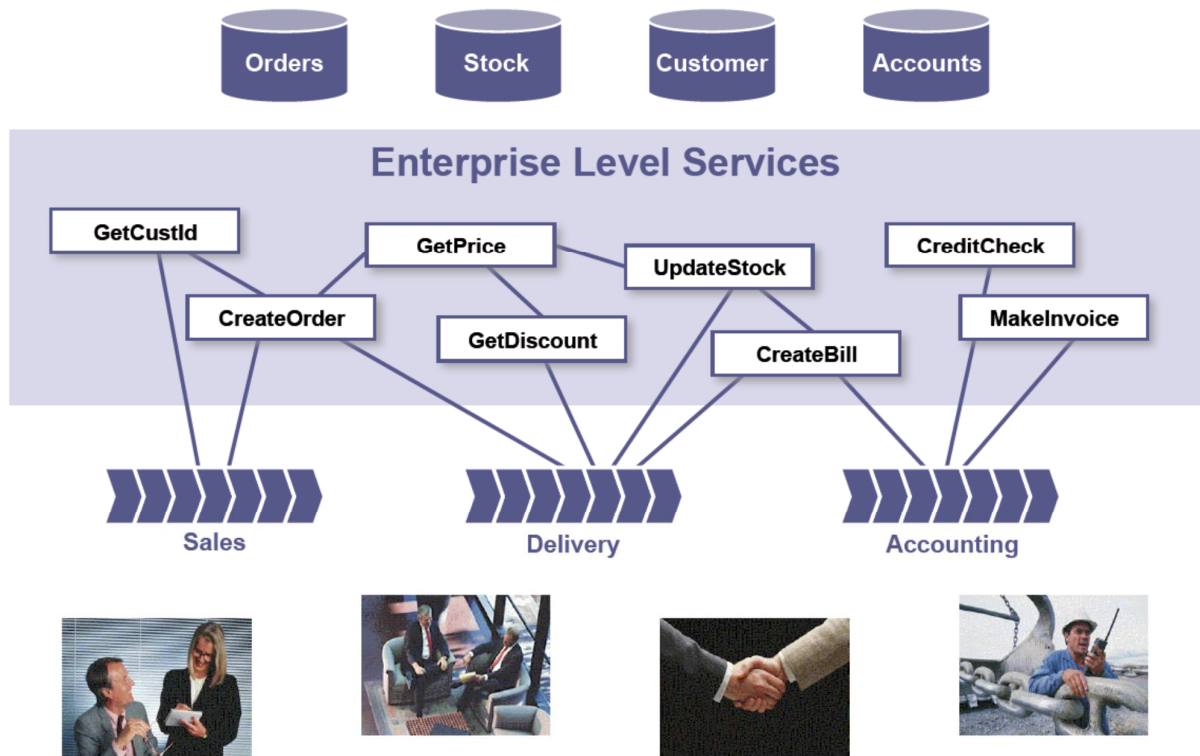 Orders
Stock
Customer
Accounts
Enterprise Level Services
GetCustId
GetPrice
UpdateStock
CreditCheck
CreateOrder
GetDiscount
CreateBill
MakeInvoice
Sales
Delivery
Accounting